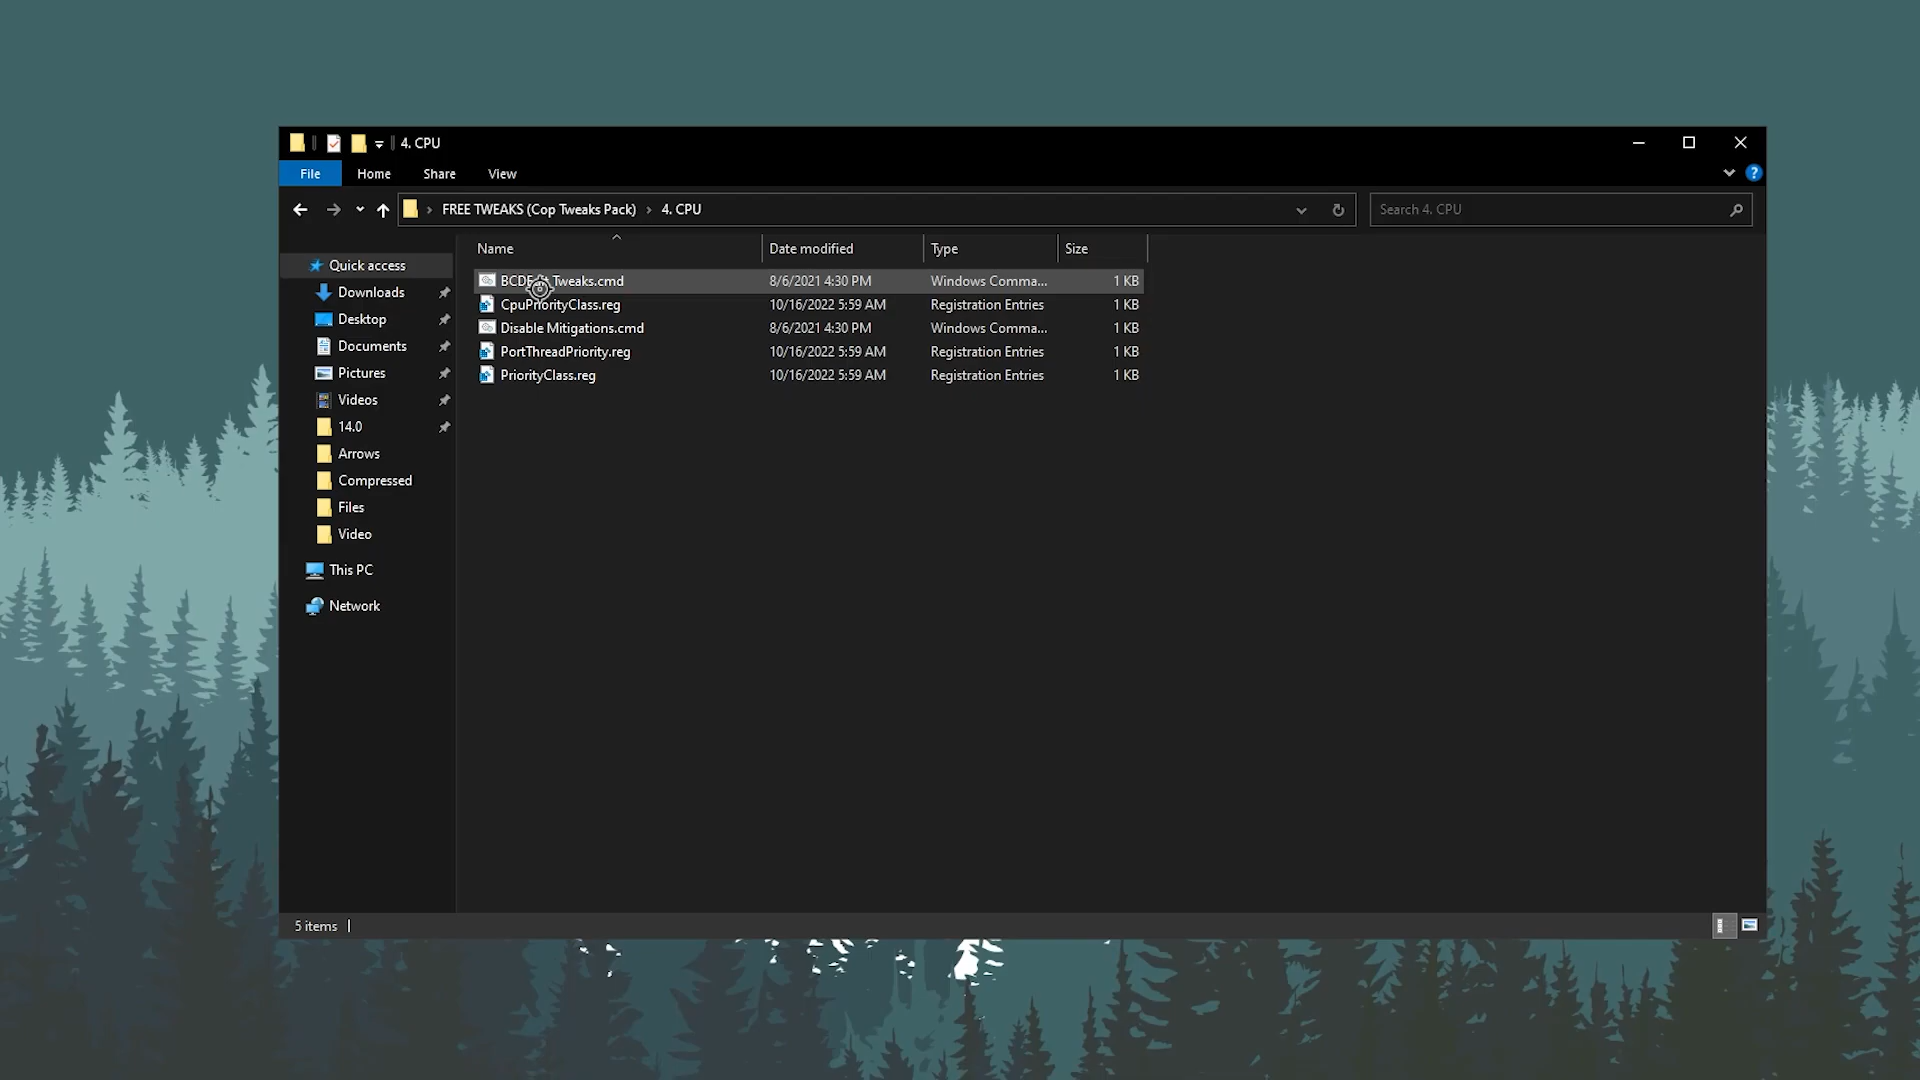 4. CPU
File Home Share View
FREE TWEAKS (Cop Tweaks Pack) 4. CPU
Search 4. CPU
Name Date modified Type Size
Quick access
Downloads
Desktop
Documents
Pictures
Videos
14.0
Arrows
Compressed
Files
Video
This PC
Network
Tweaks.cmd 8/6/2021 4:30 PM Windows Comma... 1 KB
CpuPriorityClass.reg 10/16/2022 5:59 AM Registration Entries 1 KB
Disable Mitigations.cmd 8/6/2021 4:30 PM Windows Comma... 1 KB
PortThreadPriority.reg 10/16/2022 5:59 AM Registration Entries 1 KB
PriorityClass.reg 10/16/2022 5:59 AM Registration Entries 1 KB
5 items